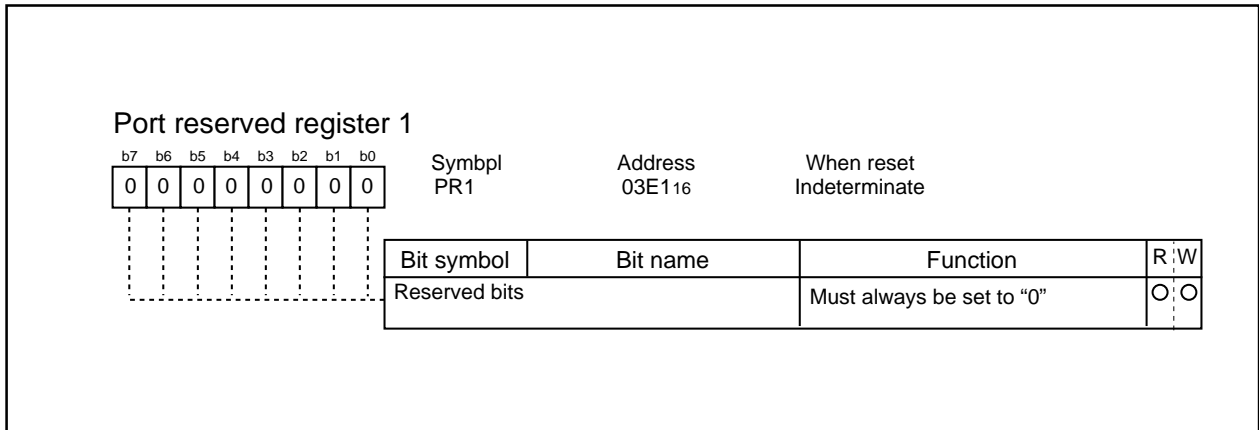 Port reserved register 1
b7 b6 b5 b4 b3 b2 b1 b0
Symbpl Address When reset
0 0 0 0 0 0 0 0 PR1 03E116 Indeterminate
Bit symbol Bit name Function R W
Reserved bits Must always be set to “0” O O